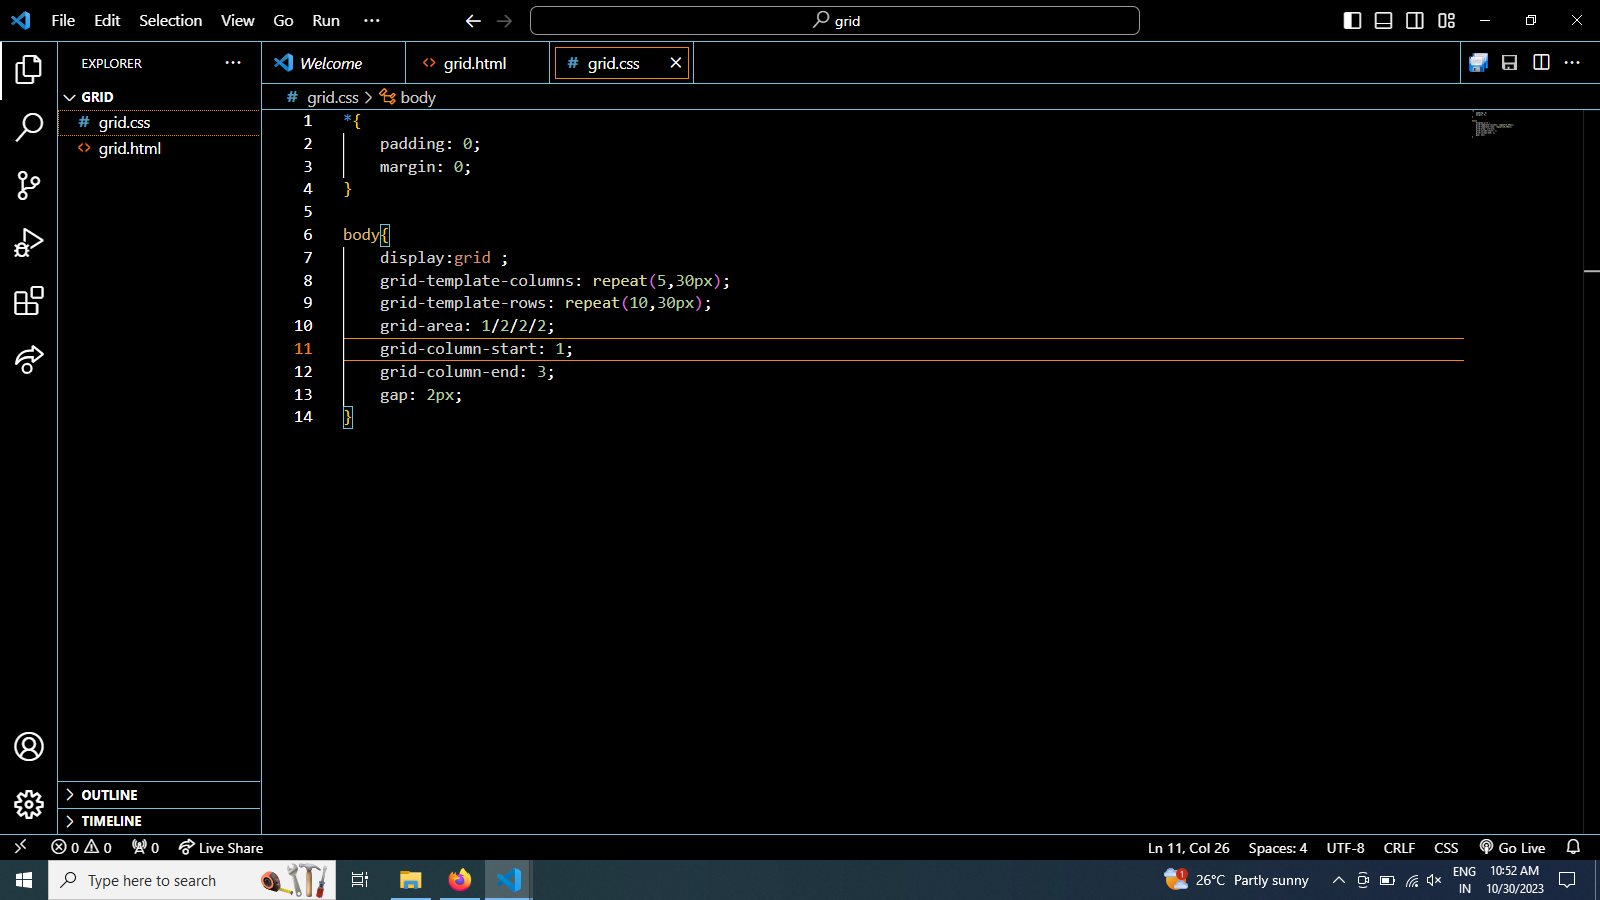 File Edit Selection View Go Run ···
grid
EXPLORER ···
Welcome
<> grid.html
# grid.css
GRID
# grid.css
<> grid.html
# grid.css > body
1 *{
2 padding: 0;
3 margin: 0;
4 }
5
6 body{
7 display:grid ;
8 grid-template-columns: repeat(5,30px);
9 grid-template-rows: repeat(10,30px);
10 grid-area: 1/2/2/2;
11 grid-column-start: 1;
12 grid-column-end: 3;
13 gap: 2px;
14 }
OUTLINE
TIMELINE
0 0 0 Live Share
Ln 11, Col 26 Spaces: 4 UTF-8 CRLF CSS Go Live
Type here to search
1 26°C Partly sunny
ENG
IN
10:52 AM
10/30/2023